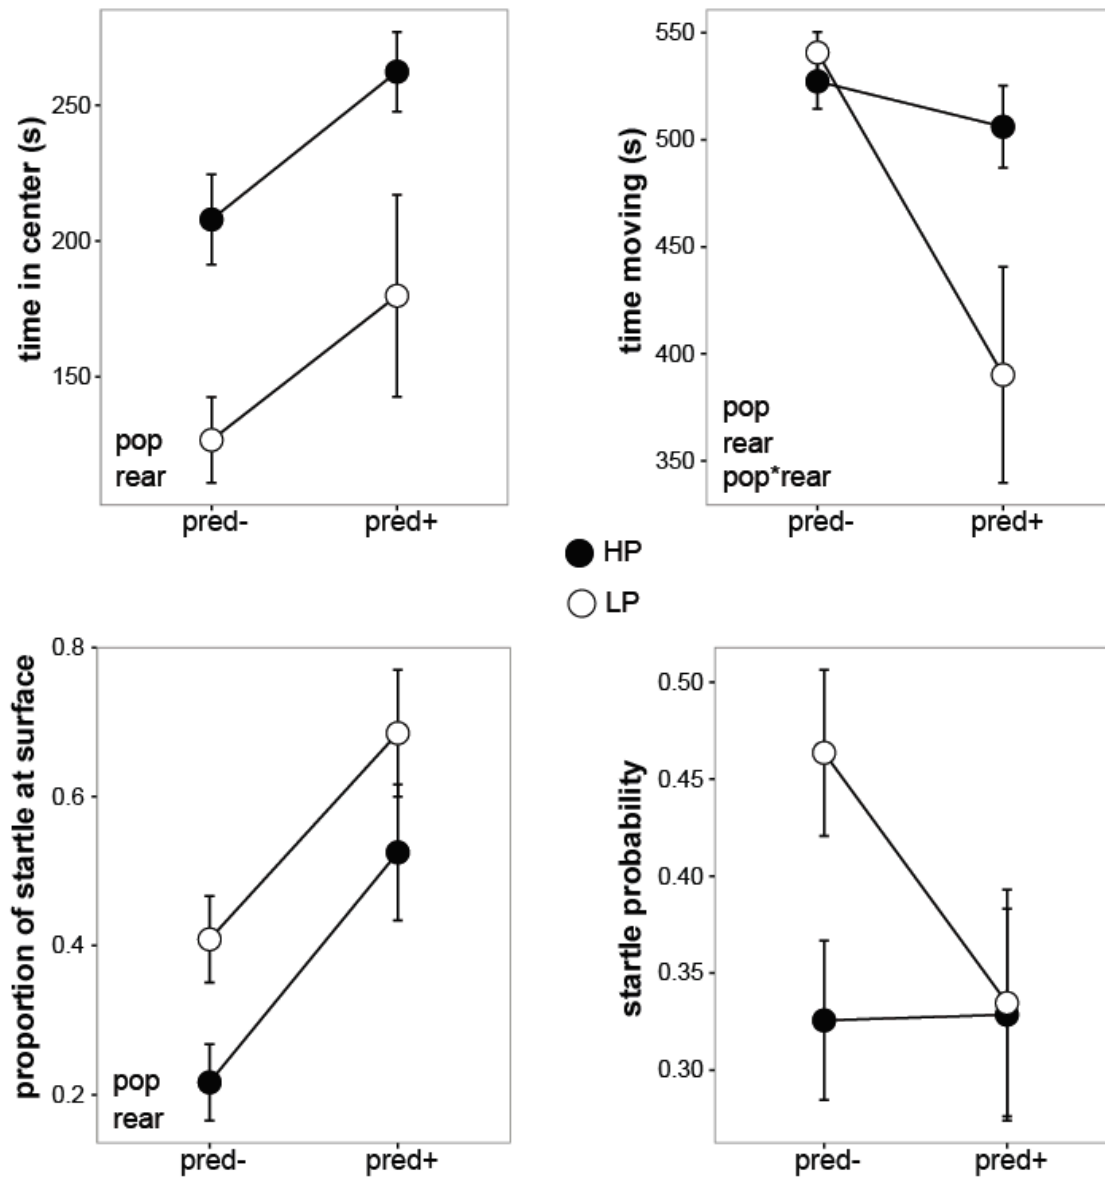 time in center (s)
250
200
150
pop
rear
pred-
pred+
time moving (s)
550
500
450
400
350
pop
rear
pop*rear
pred-
pred+
HP
LP
proportion of startle at surface
0.8
0.6
0.4
0.2
pop
rear
pred-
pred+
startle probability
0.50
0.45
0.40
0.35
0.30
pred-
pred+